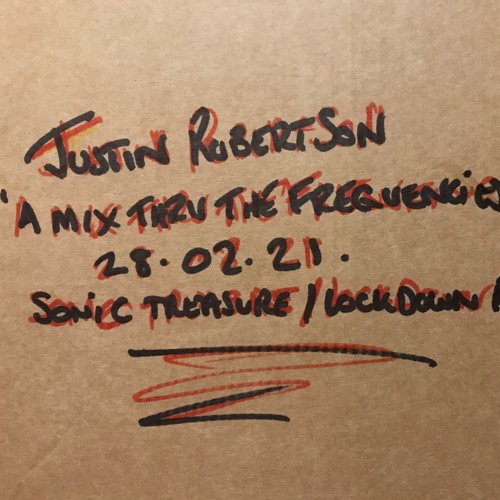 JUSTIN ROBERTSON
'A MIX THRU THE FREQUENCIES
28.02.21.
SONIC TREASURE / LOCKDOWN